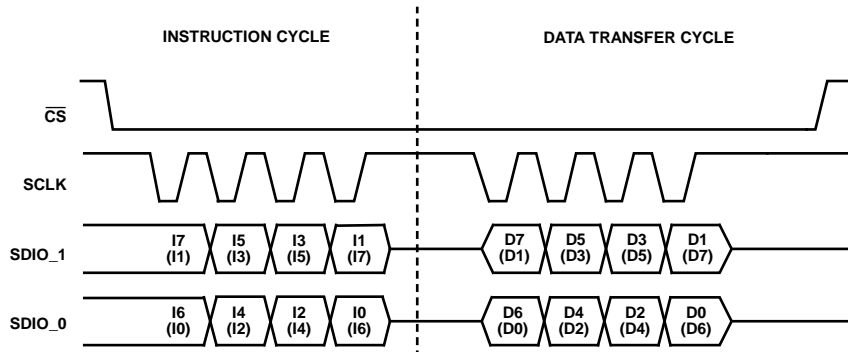 INSTRUCTION CYCLE DATA TRANSFER CYCLE
CS
SCLK
SDIO_1 I7 I5 I3 I1 D7 D5 D3 D1
(I1) (I3) (I5) (I7) (D1) (D3) (D5) (D7)
SDIO_0 I6 I4 I2 I0 D6 D4 D2 D0
(I0) (I2) (I4) (I6) (D0) (D2) (D4) (D6)